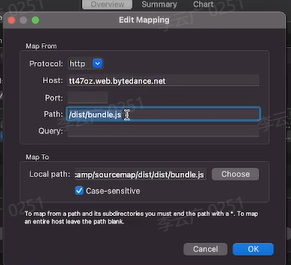 Overview Summary Chart
Edit Mapping
Map From
Protocol: http
Host: tt47oz.web.bytedance.net
Port:
Path: /dist/bundle.js
Query:
Map To
Local path: :amp/sourcemap/dist/dist/bundle.js Choose
Case-sensitive
To map from a path and its subdirectories you must end the path with a *. To map
an entire host leave the path blank.
Cancel OK